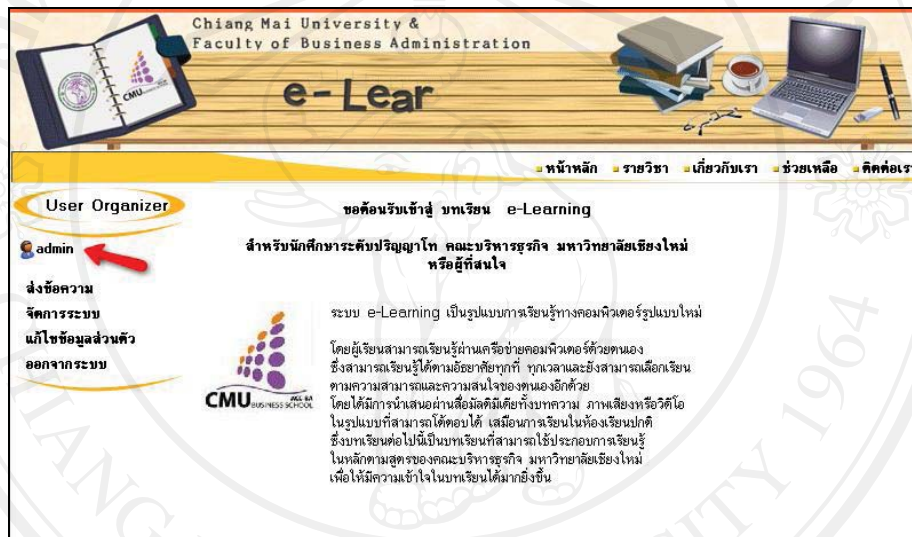 Chiang Mai University &
Faculty of Business Administration
CMU
e-Lear
หน้าหลัก รายวิชา เกี่ยวกับเรา ช่วยเหลือ ติดต่อเรา
User Organizer
admin
ส่งข้อความ
จัดการระบบ
แก้ไขข้อมูลส่วนตัว
ออกจากระบบ
ขอต้อนรับเข้าสู่ บทเรียน e-Learning
สำหรับนักศึกษาระดับปริญญาโท คณะบริหารธุรกิจ มหาวิทยาลัยเชียงใหม่
หรือผู้ที่สนใจ
CMU BUSINESS SCHOOL
ระบบ e-Learning เป็นรูปแบบการเรียนรู้ทางคอมพิวเตอร์รูปแบบใหม่
โดยผู้เรียนสามารถเรียนรู้ผ่านเครือข่ายคอมพิวเตอร์ด้วยตนเอง
ซึ่งสามารถเรียนรู้ได้ตามอัธยาศัยทุกที่ ทุกเวลาและยังสามารถเลือกเรียน
ตามความสามารถและความสนใจของตนเองอีกด้วย
โดยได้มีการนำเสนอผ่านสื่อมัลติมีเดียทั้งบทความ ภาพเสียงหรือวิดีโอ
ในรูปแบบที่สามารถโต้ตอบได้ เสมือนการเรียนในห้องเรียนปกติ
ซึ่งบทเรียนต่อไปนี้เป็นบทเรียนที่สามารถใช้ประกอบการเรียนรู้
ในหลักตามสูตรของคณะบริหารธุรกิจ มหาวิทยาลัยเชียงใหม่
เพื่อให้มีความเข้าใจในบทเรียนได้มากยิ่งขึ้น